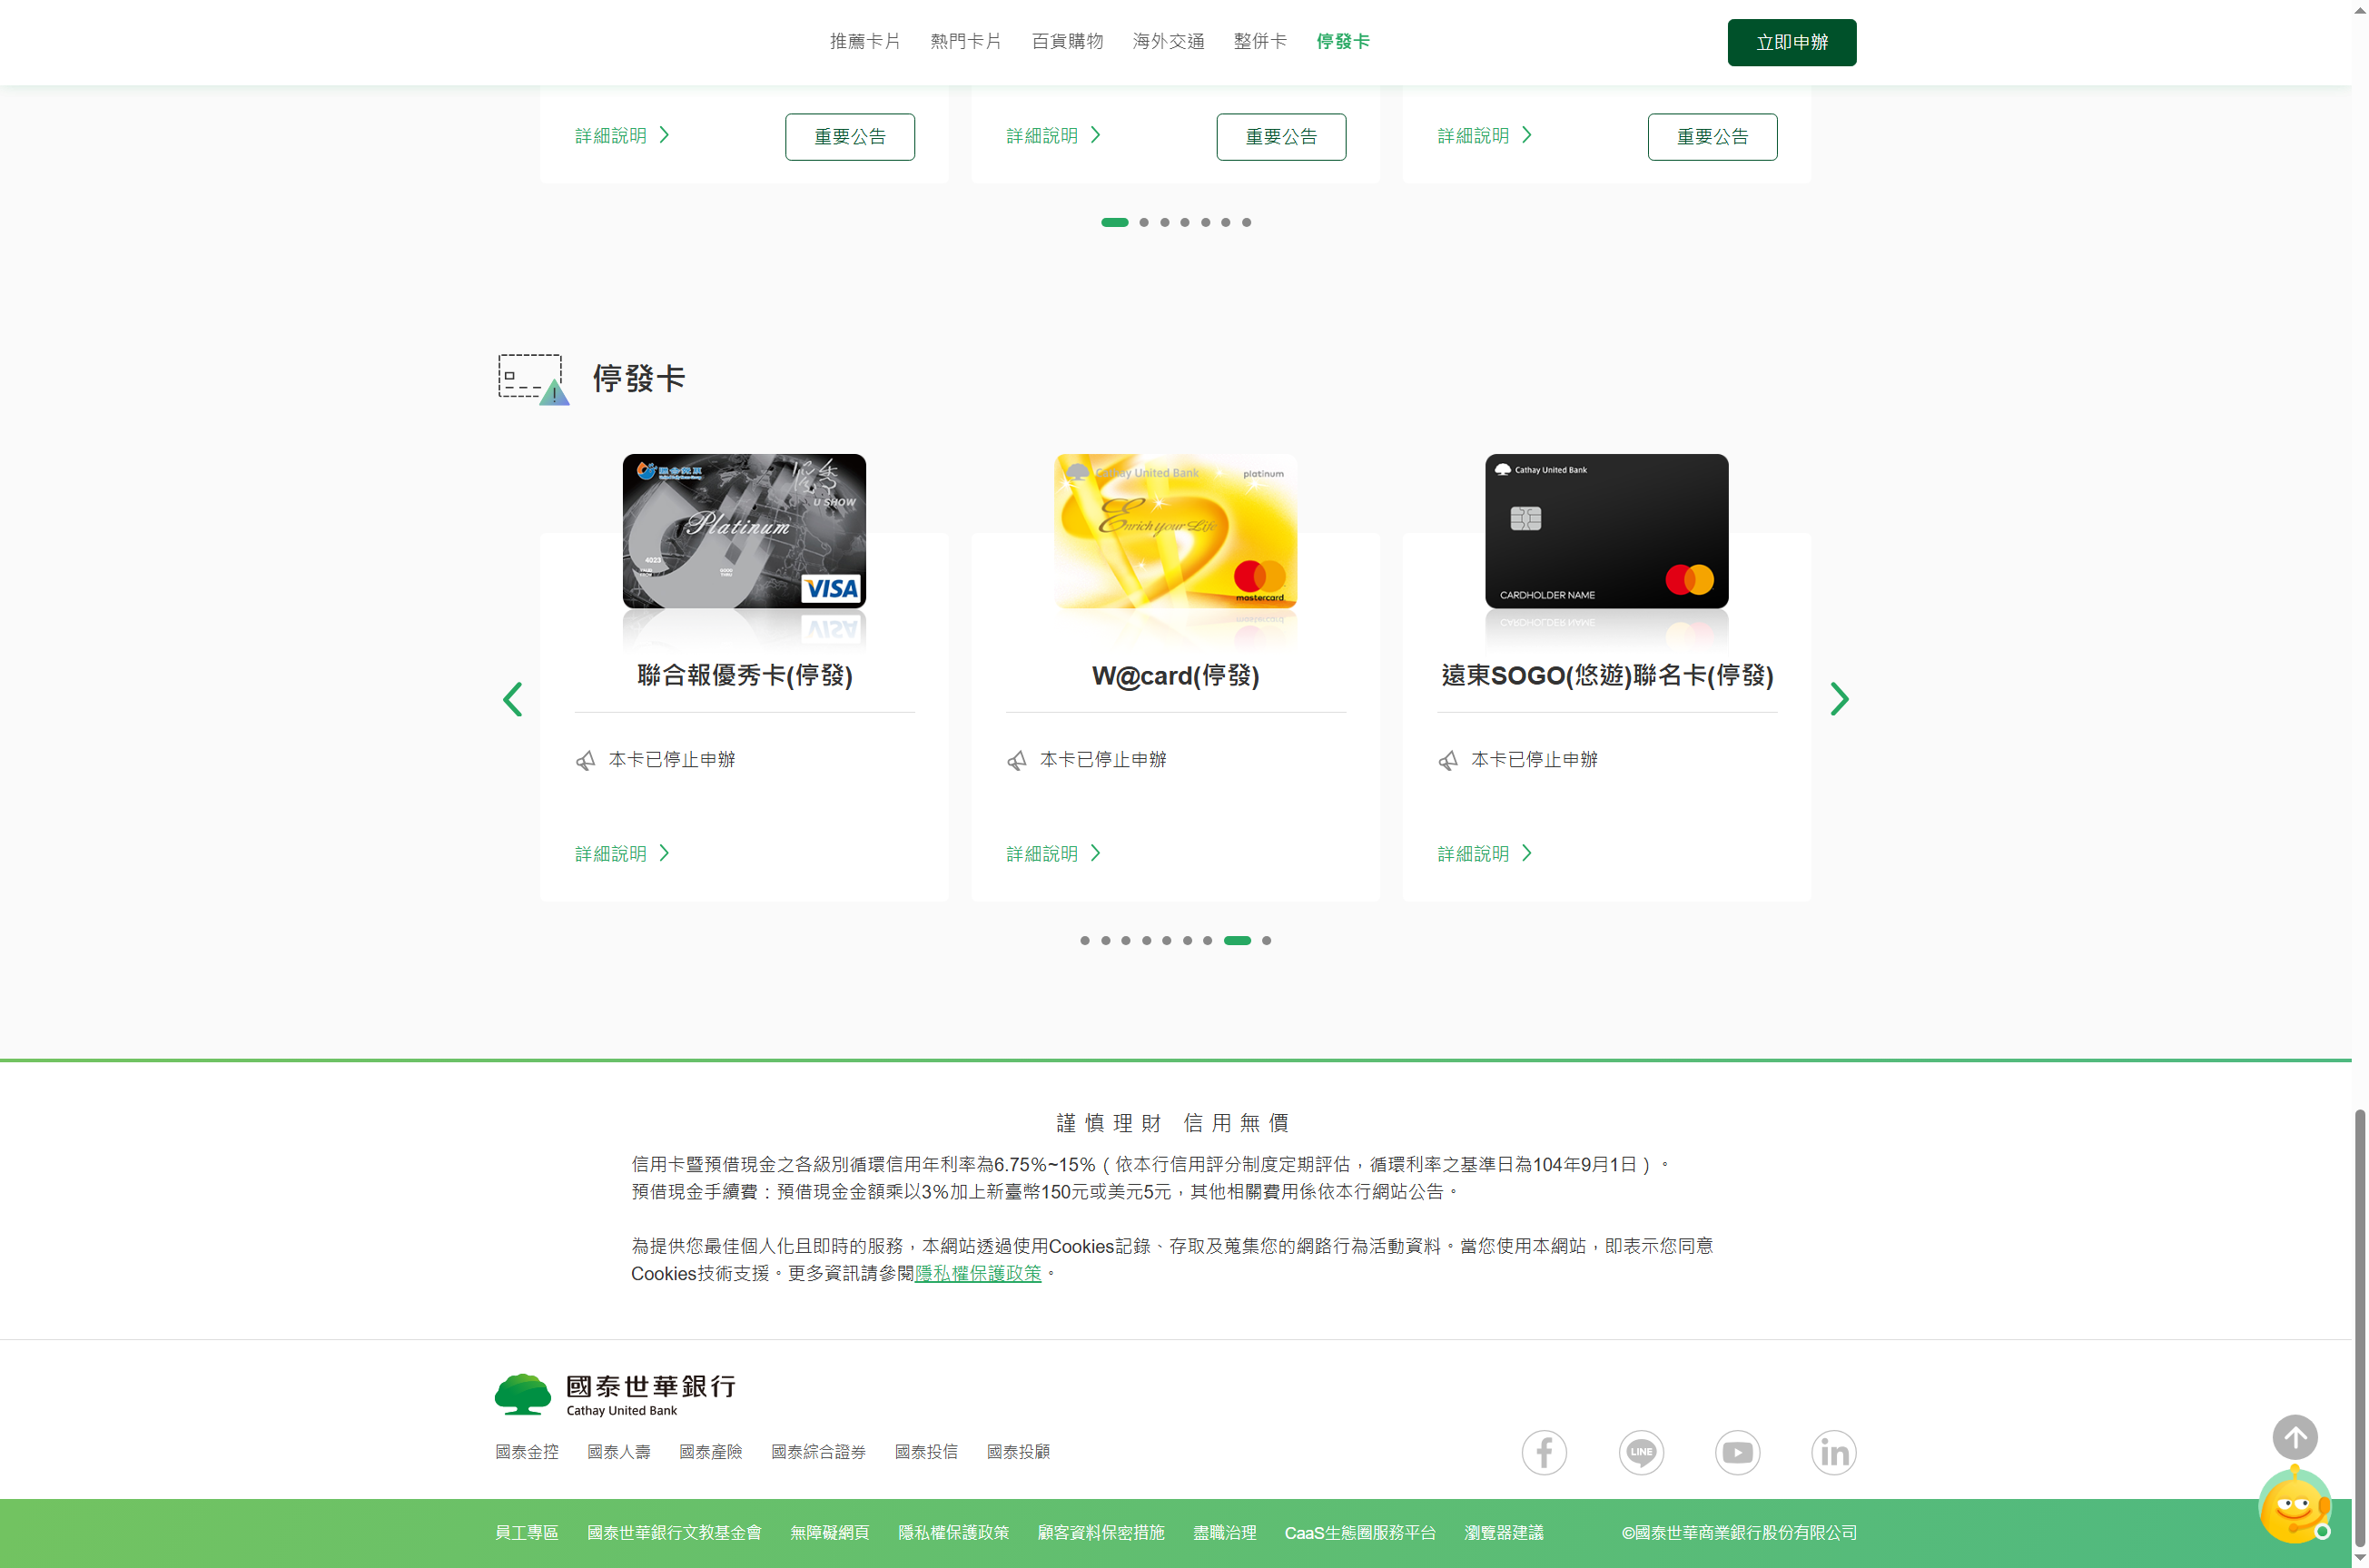 推薦卡片 熱門卡片 百貨購物 海外交通 整併卡 停發卡 立即申辦
詳細說明 重要公告 詳細說明 重要公告 詳細說明 重要公告
停發卡
優秀
U SHOW
Platinum
4023
VISA
Cathay United Bank platinum
Enrich your Life
mastercard
Cathay United Bank
CARDHOLDER NAME
聯合報優秀卡(停發) W@card(停發) 遠東SOGO(悠遊)聯名卡(停發)
本卡已停止申辦 本卡已停止申辦 本卡已停止申辦
詳細說明 詳細說明 詳細說明
謹慎理財 信用無價
信用卡暨預借現金之各級別循環信用年利率為6.75%~15%（依本行信用評分制度定期評估，循環利率之基準日為104年9月1日）。
預借現金手續費：預借現金金額乘以3%加上新臺幣150元或美元5元，其他相關費用係依本行網站公告。
為提供您最佳個人化且即時的服務，本網站透過使用Cookies記錄、存取及蒐集您的網路行為活動資料。當您使用本網站，即表示您同意
Cookies技術支援。更多資訊請參閱隱私權保護政策。
國泰世華銀行
Cathay United Bank
國泰金控 國泰人壽 國泰產險 國泰綜合證券 國泰投信 國泰投顧
LINE
員工專區 國泰世華銀行文教基金會 無障礙網頁 隱私權保護政策 顧客資料保密措施 盡職治理 CaaS生態圈服務平台 瀏覽器建議 ©國泰世華商業銀行股份有限公司